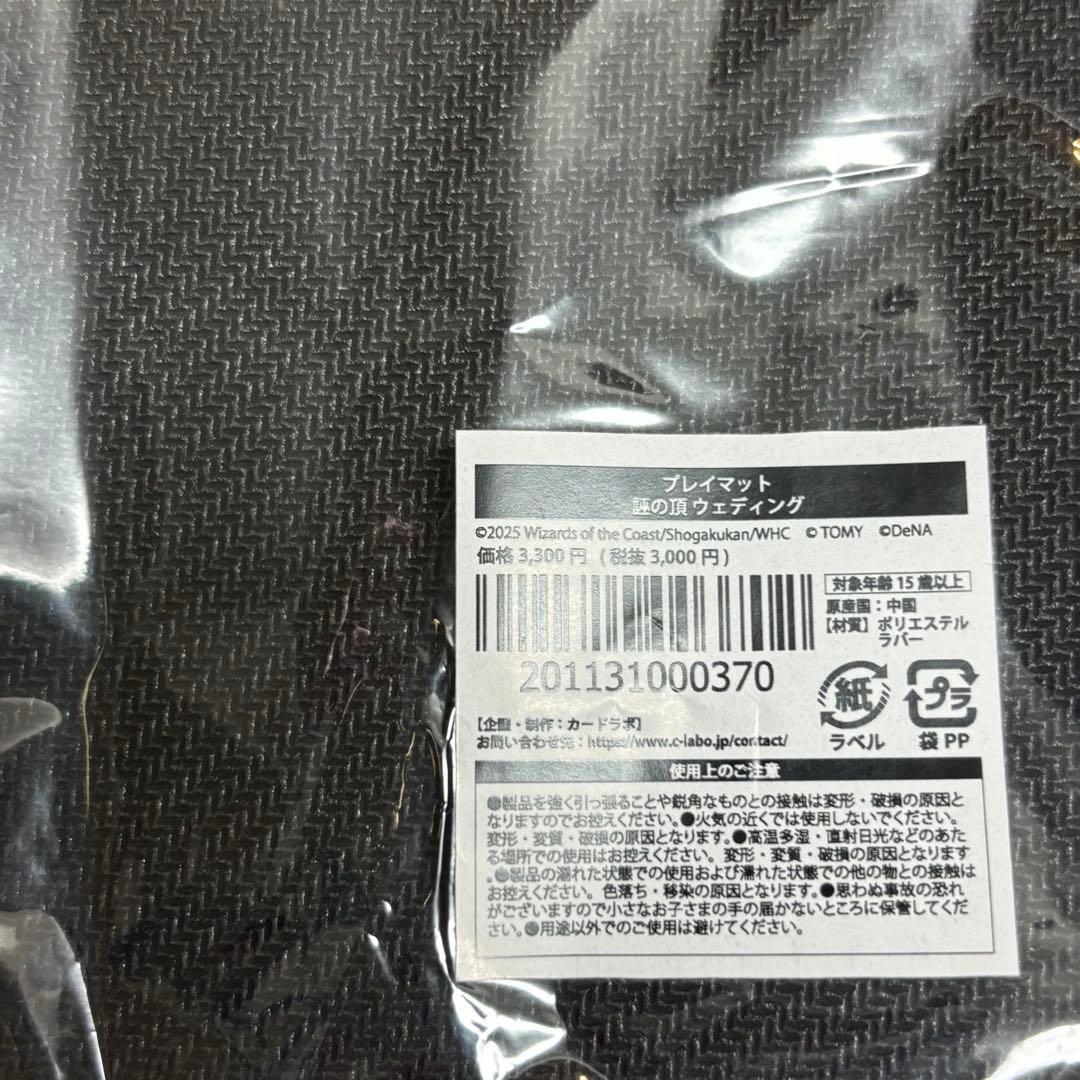 プレイマット
誣の頂 ウェディング
©2025 Wizards of the Coast/Shogakukan/WHC © TOMY ©DeNA
価格 3,300 円 ( 税抜 3,000 円 )
対象年齢 15 歳以上
原産国：中国
【材質】ポリエステル
ラバー
201131000370
紙
ラベル
プラ
袋 PP
【企画・制作：カードラボ】
お問い合わせ先：https://www.c-labo.jp/contact/
使用上のご注意
●製品を強く引っ張ることや鋭角なものとの接触は変形・破損の原因と
なりますのでお控えください。●火気の近くでは使用しないでください。
変形・変質・破損の原因となります。●高温多湿・直射日光などのあた
る場所での使用はお控えください。変形・変質・破損の原因となります
。●製品の濡れた状態での使用および濡れた状態での他の物との接触は
お控えください。色落ち・移染の原因となります。●思わぬ事故の恐れ
がございますので小さなお子さまの手の届かないところに保管してくだ
さい。●用途以外でのご使用は避けてください。